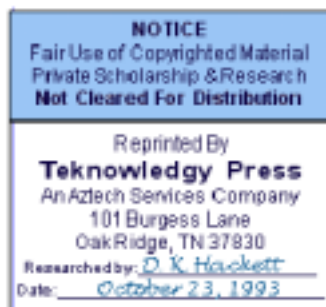 NOTICE
Fair Use of Copyrighted Material
Private Scholarship & Research
Not Cleared For Distribution
Reprinted By
Teknowledgy Press
An Aztech Services Company
101 Burgess Lane
Oak Ridge, TN 37830
Researched by: D. K. Hackett
Date: October 23, 1993